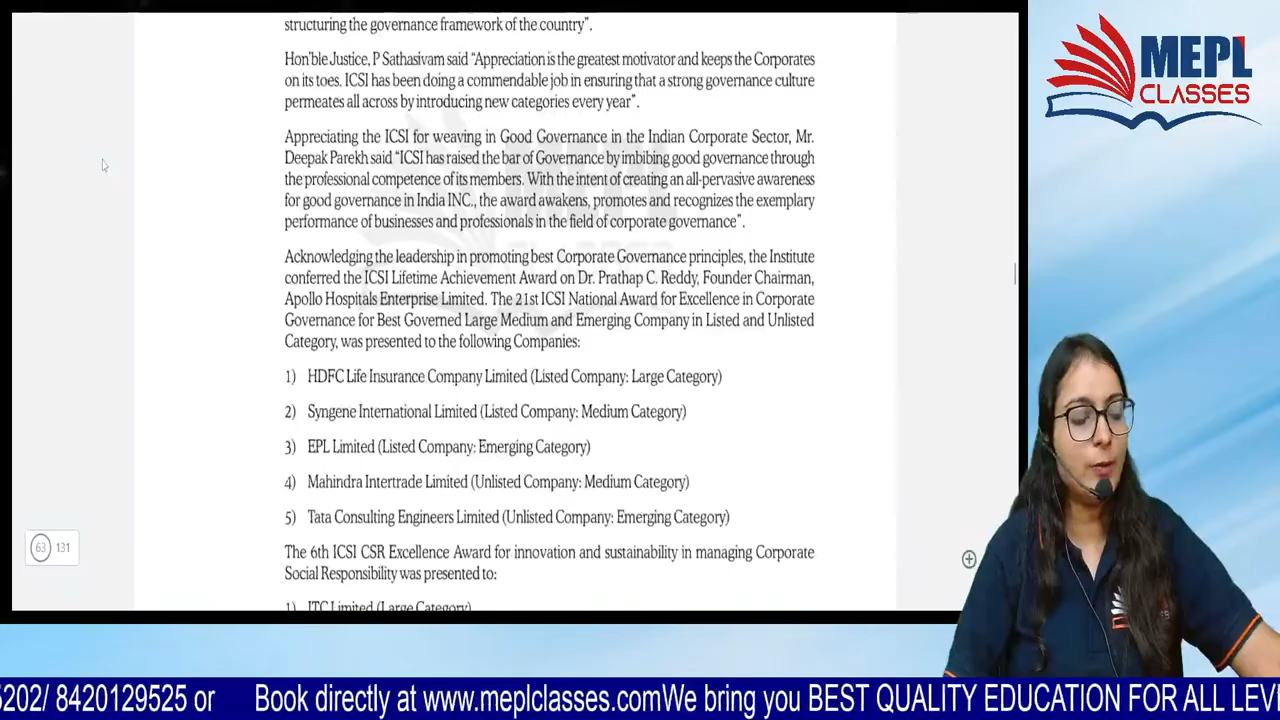 structuring the governance framework of the country”.
Hon’ble Justice, P Sathasivam said “Appreciation is the greatest motivator and keeps the Corporates
on its toes. ICSI has been doing a commendable job in ensuring that a strong governance culture
permeates all across by introducing new categories every year”.
Appreciating the ICSI for weaving in Good Governance in the Indian Corporate Sector, Mr.
Deepak Parekh said “ICSI has raised the bar of Governance by imbibing good governance through
the professional competence of its members. With the intent of creating an all-pervasive awareness
for good governance in India INC., the award awakens, promotes and recognizes the exemplary
performance of businesses and professionals in the field of corporate governance”.
Acknowledging the leadership in promoting best Corporate Governance principles, the Institute
conferred the ICSI Lifetime Achievement Award on Dr. Prathap C. Reddy, Founder Chairman,
Apollo Hospitals Enterprise Limited. The 21st ICSI National Award for Excellence in Corporate
Governance for Best Governed Large Medium and Emerging Company in Listed and Unlisted
Category, was presented to the following Companies:
1) HDFC Life Insurance Company Limited (Listed Company: Large Category)
2) Syngene International Limited (Listed Company: Medium Category)
3) EPL Limited (Listed Company: Emerging Category)
4) Mahindra Intertrade Limited (Unlisted Company: Medium Category)
5) Tata Consulting Engineers Limited (Unlisted Company: Emerging Category)
The 6th ICSI CSR Excellence Award for innovation and sustainability in managing Corporate
Social Responsibility was presented to:
1) ITC Limited (Large Category)
63 131
MEPL
CLASSES
MEPL
CLASSES
5202/ 8420129525 or Book directly at www.meplclasses.comWe bring you BEST QUALITY EDUCATION FOR ALL LEVE